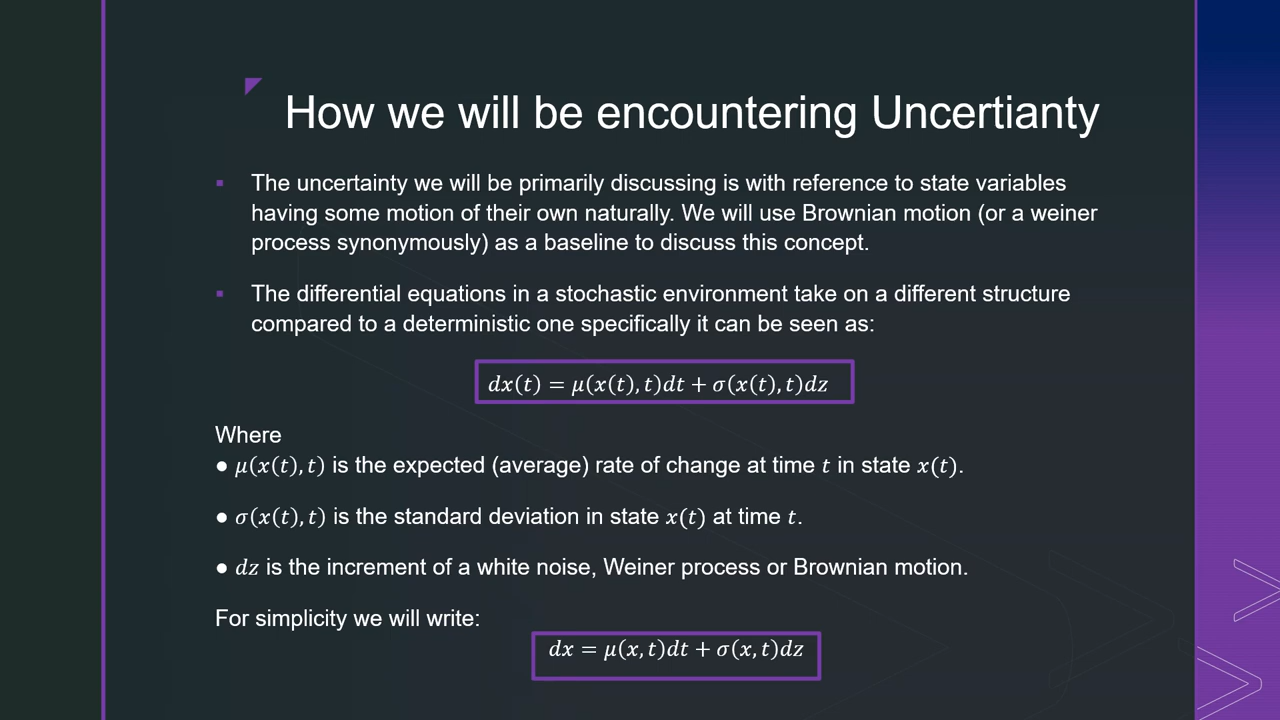 How we will be encountering Uncertianty
▪ The uncertainty we will be primarily discussing is with reference to state variables
having some motion of their own naturally. We will use Brownian motion (or a weiner
process synonymously) as a baseline to discuss this concept.
▪ The differential equations in a stochastic environment take on a different structure
compared to a deterministic one specifically it can be seen as:
𝑑𝑥(𝑡) = 𝜇(𝑥(𝑡), 𝑡)𝑑𝑡 + 𝜎(𝑥(𝑡), 𝑡)𝑑𝑧
Where
● 𝜇(𝑥(𝑡), 𝑡) is the expected (average) rate of change at time 𝑡 in state 𝑥(𝑡).
● 𝜎(𝑥(𝑡), 𝑡) is the standard deviation in state 𝑥(𝑡) at time 𝑡.
● 𝑑𝑧 is the increment of a white noise, Weiner process or Brownian motion.
For simplicity we will write:
𝑑𝑥 = 𝜇(𝑥, 𝑡)𝑑𝑡 + 𝜎(𝑥, 𝑡)𝑑𝑧